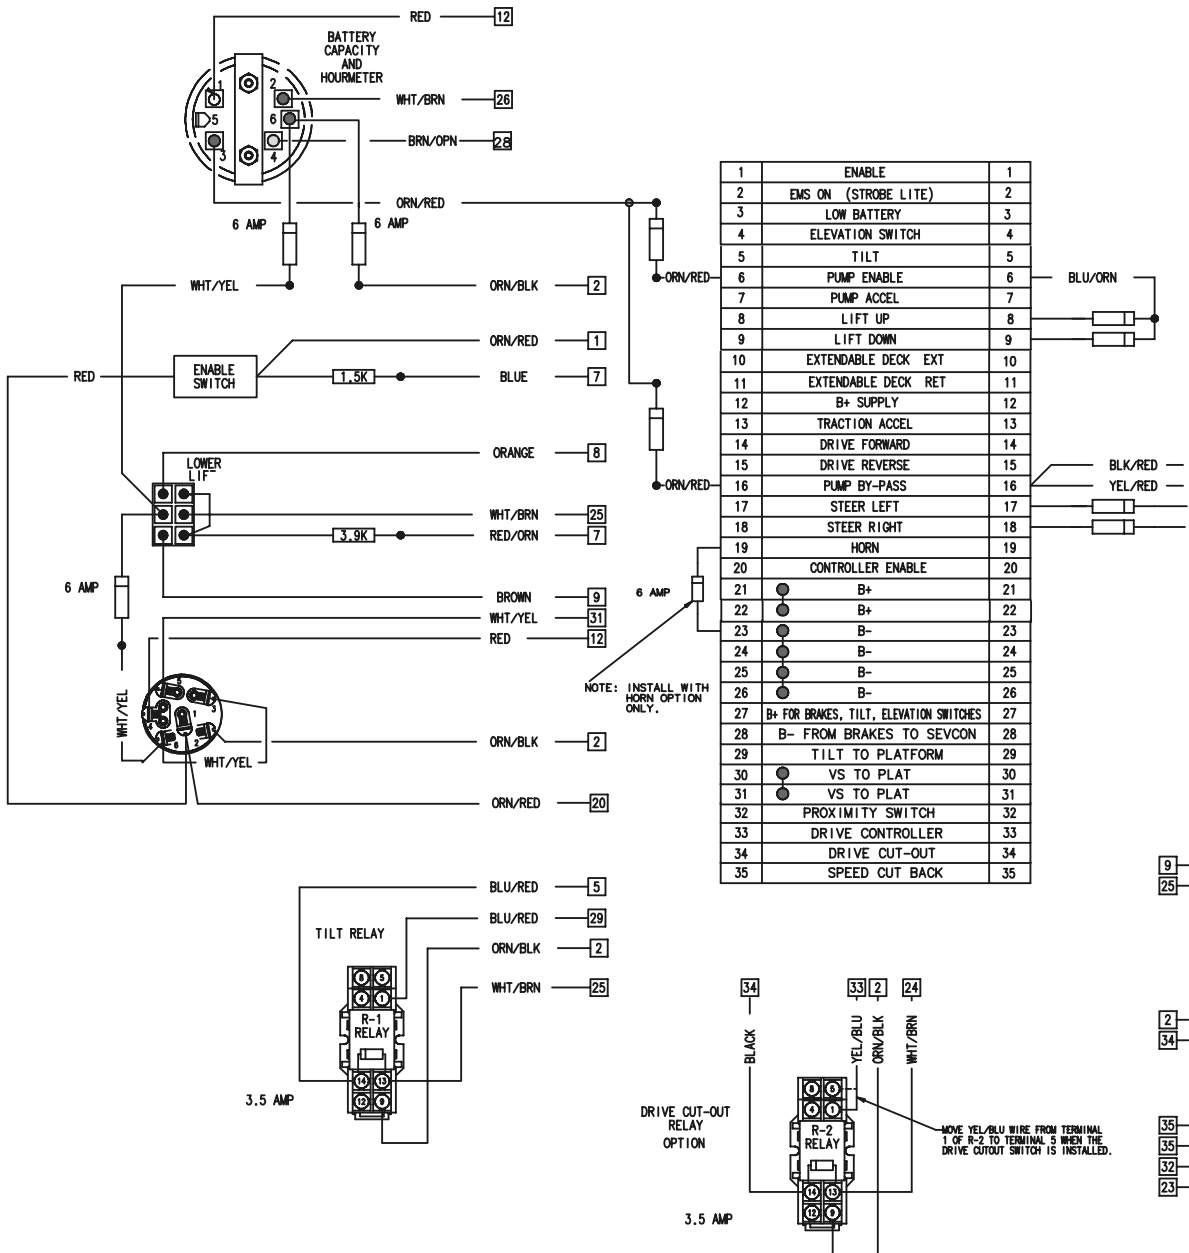 RED 12
BATTERY
CAPACITY
AND
HOURMETER
1
2
WHT/BRN 26
5
6
3
4
BRN/OPN 28
ORN/RED
6 AMP
6 AMP
WHT/YEL
ORN/BLK 2
ORN/RED 1
RED
ENABLE
SWITCH
1.5K
BLUE 7
ORANGE 8
LOWER
LIF
WHT/BRN 25
3.9K
RED/ORN 7
6 AMP
BROWN 9
WHT/YEL 31
RED 12
WHT/YEL
5
3
1
4
2
6
ORN/BLK 2
WHT/YEL
ORN/RED 20
ORN/RED
ORN/RED
1 ENABLE 1
2 EMS ON (STROBE LITE) 2
3 LOW BATTERY 3
4 ELEVATION SWITCH 4
5 TILT 5
6 PUMP ENABLE 6
7 PUMP ACCEL 7
8 LIFT UP 8
9 LIFT DOWN 9
10 EXTENDABLE DECK EXT 10
11 EXTENDABLE DECK RET 11
12 B+ SUPPLY 12
13 TRACTION ACCEL 13
14 DRIVE FORWARD 14
15 DRIVE REVERSE 15
16 PUMP BY-PASS 16
17 STEER LEFT 17
18 STEER RIGHT 18
19 HORN 19
20 CONTROLLER ENABLE 20
21 B+ 21
22 B+ 22
23 B- 23
24 B- 24
25 B- 25
26 B- 26
27 B+ FOR BRAKES, TILT, ELEVATION SWITCHES 27
28 B- FROM BRAKES TO SEVCON 28
29 TILT TO PLATFORM 29
30 VS TO PLAT 30
31 VS TO PLAT 31
32 PROXIMITY SWITCH 32
33 DRIVE CONTROLLER 33
34 DRIVE CUT-OUT 34
35 SPEED CUT BACK 35
BLU/ORN
BLK/RED
YEL/RED
6 AMP
NOTE: INSTALL WITH
HORN OPTION
ONLY.
BLU/RED 5
BLU/RED 29
TILT RELAY
ORN/BLK 2
WHT/BRN 25
8 5
4 1
R-1
RELAY
14 13
12 9
3.5 AMP
34 33 2 24
BLACK
YEL/BLU
ORN/BLK
WHT/BRN
8 5
4 1
DRIVE CUT-OUT
RELAY
OPTION
R-2
RELAY
MOVE YEL/BLU WIRE FROM TERMINAL
1 OF R-2 TO TERMINAL 5 WHEN THE
DRIVE CUTOUT SWITCH IS INSTALLED.
14 13
12 9
3.5 AMP
9
25
2
34
35
35
32
23